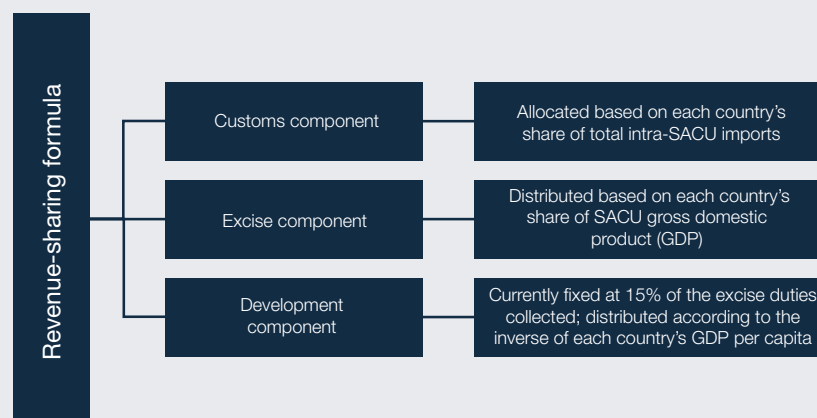 Revenue-sharing formula
Customs component
Allocated based on each country's
share of total intra-SACU imports
Excise component
Distributed based on each country's
share of SACU gross domestic
product (GDP)
Development
component
Currently fixed at 15% of the excise duties
collected; distributed according to the
inverse of each country's GDP per capita